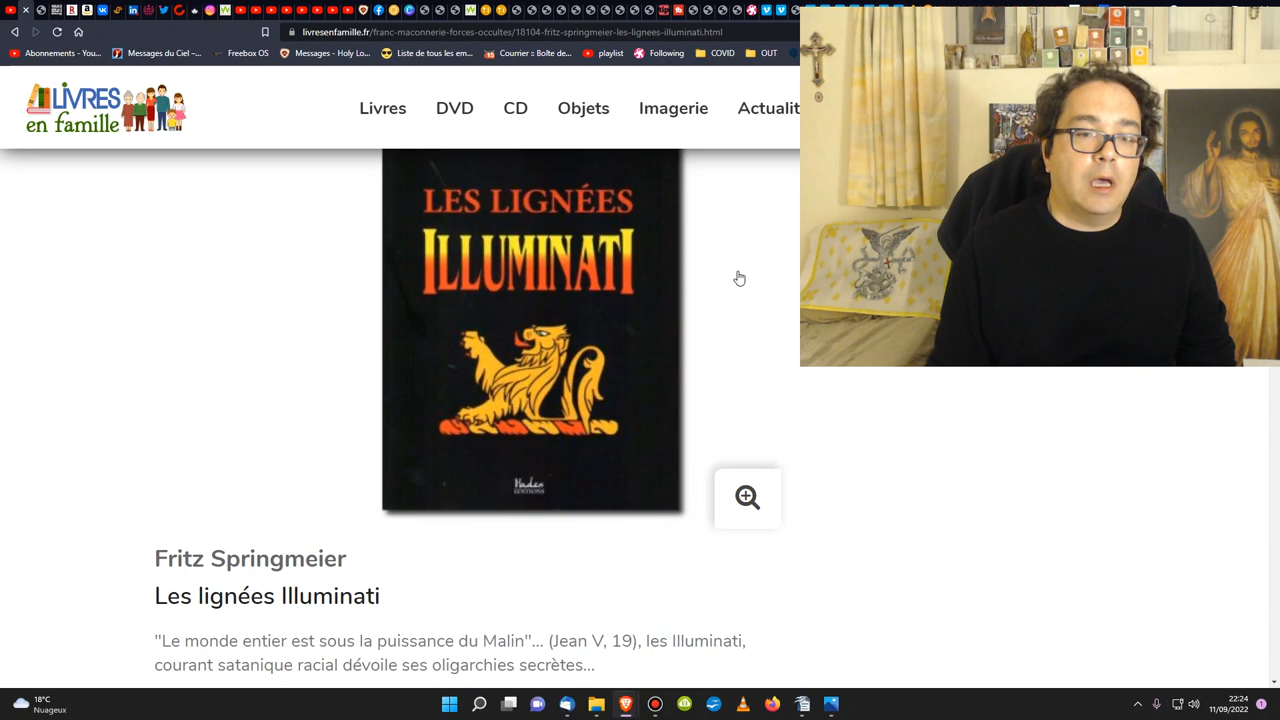 livresenfamille.fr/franc-maconnerie-forces-occultes/18104-fritz-springmeier-les-lignees-illuminati.html
Abonnements - You... Messages du Ciel –... Freebox OS Messages - Holy Lo... Liste de tous les em... Courrier :: Boîte de... playlist Following COVID OUT
LIVRES
en famille
Livres DVD CD Objets Imagerie Actualit
LES LIGNÉES
ILLUMINATI
EDITIONS
Fritz Springmeier
Les lignées Illuminati
"Le monde entier est sous la puissance du Malin"... (Jean V, 19), les Illuminati,
courant satanique racial dévoile ses oligarchies secrètes...
18°C
Nuageux
22:24
11/09/2022
1